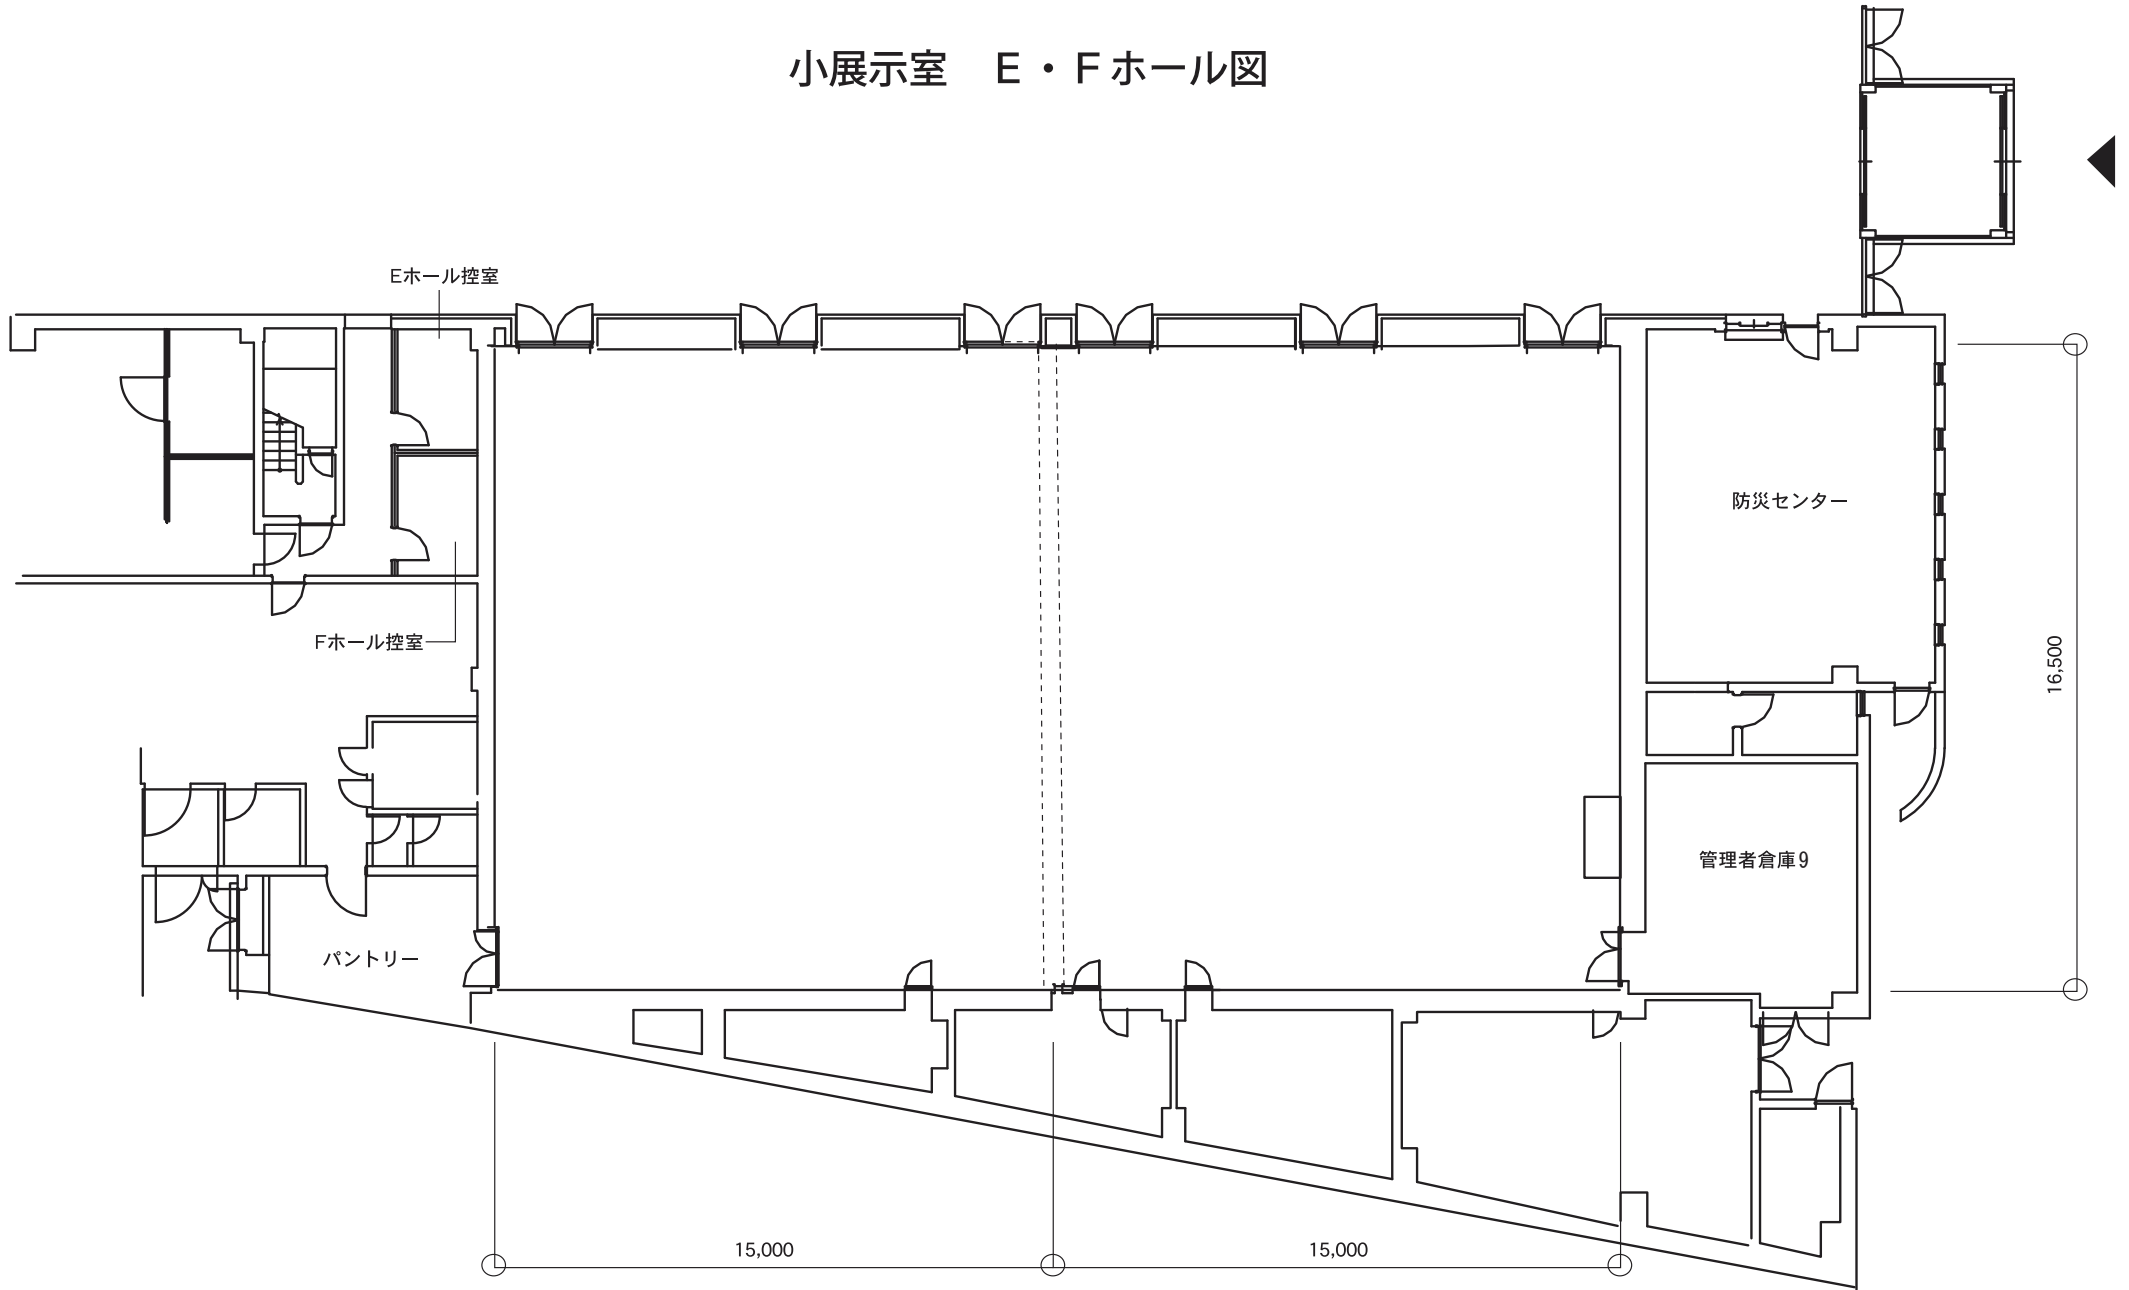 小展示室　E・Fホール図
Eホール控室
防災センター
Fホール控室
16,500
管理者倉庫9
パントリー
15,000
15,000